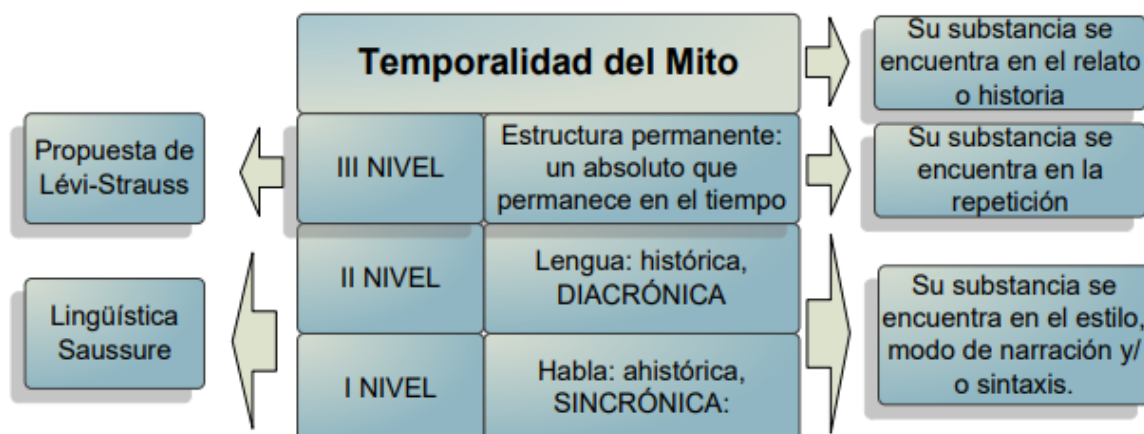 Temporalidad del Mito
Su substancia se
encuentra en el relato
o historia
Propuesta de
Lévi-Strauss
III NIVEL
Estructura permanente:
un absoluto que
permanece en el tiempo
Su substancia se
encuentra en la
repetición
Lingüística
Saussure
II NIVEL
Lengua: histórica,
DIACRÓNICA
I NIVEL
Habla: ahistórica,
SINCRÓNICA:
Su substancia se
encuentra en el estilo,
modo de narración y/
o sintaxis.